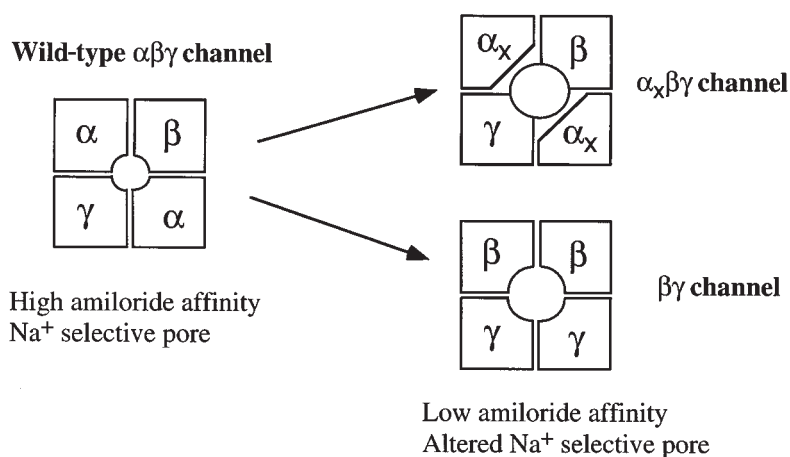 Wild-type αβγ channel
α β
γ α
High amiloride affinity
Na+ selective pore
αx β
γ αx
αxβγ channel
β β
γ γ
βγ channel
Low amiloride affinity
Altered Na+ selective pore